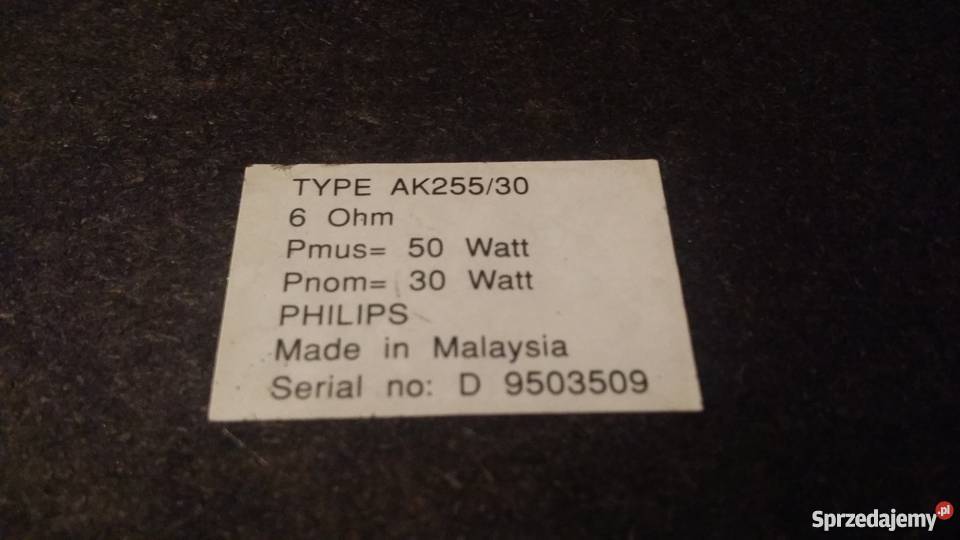 TYPE AK255/30
6 Ohm
Pmus= 50 Watt
Pnom= 30 Watt
PHILIPS
Made in Malaysia
Serial no: D 9503509
Sprzedajemy.pl